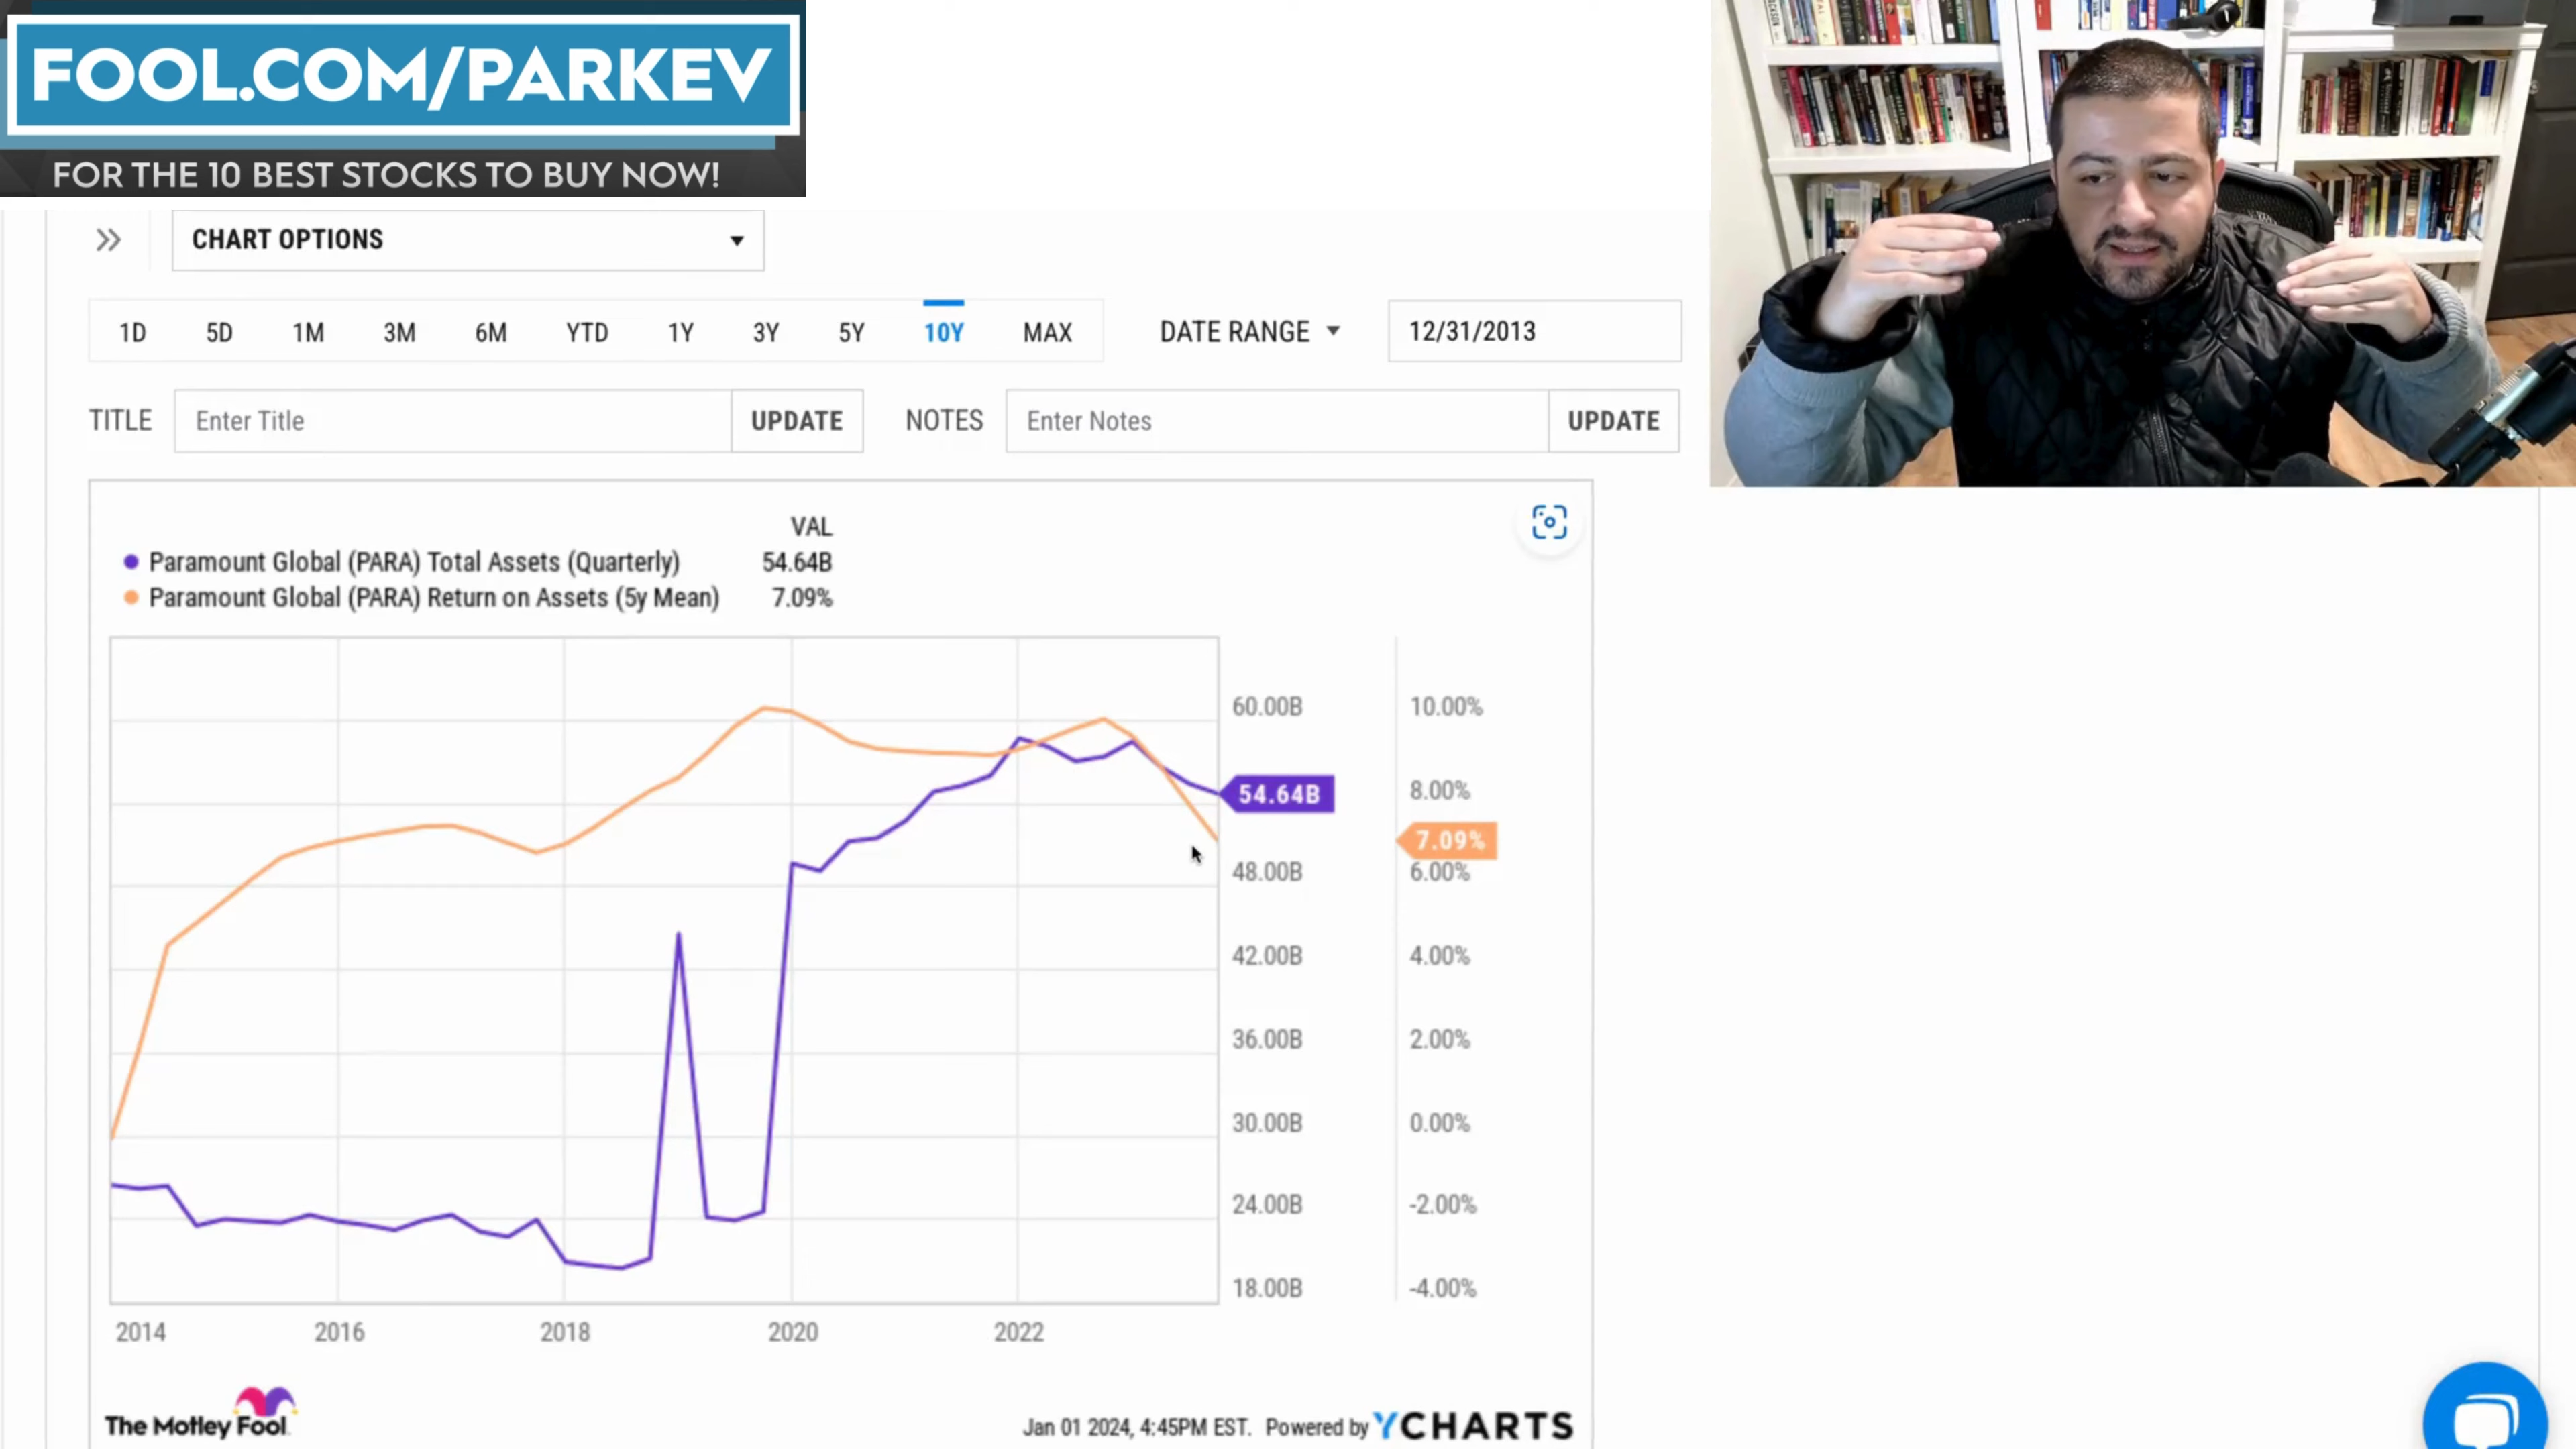 FOOL.COM/PARKEV
FOR THE 10 BEST STOCKS TO BUY NOW!
CHART OPTIONS
1D 5D 1M 3M 6M YTD 1Y 3Y 5Y 10Y MAX DATE RANGE 12/31/2013
TITLE Enter Title UPDATE NOTES Enter Notes UPDATE
VAL
Paramount Global (PARA) Total Assets (Quarterly) 54.64B
Paramount Global (PARA) Return on Assets (5y Mean) 7.09%
60.00B 10.00%
54.64B 8.00%
7.09%
48.00B 6.00%
42.00B 4.00%
36.00B 2.00%
30.00B 0.00%
24.00B -2.00%
18.00B -4.00%
2014 2016 2018 2020 2022
The Motley Fool
Jan 01 2024, 4:45PM EST. Powered by YCHARTS